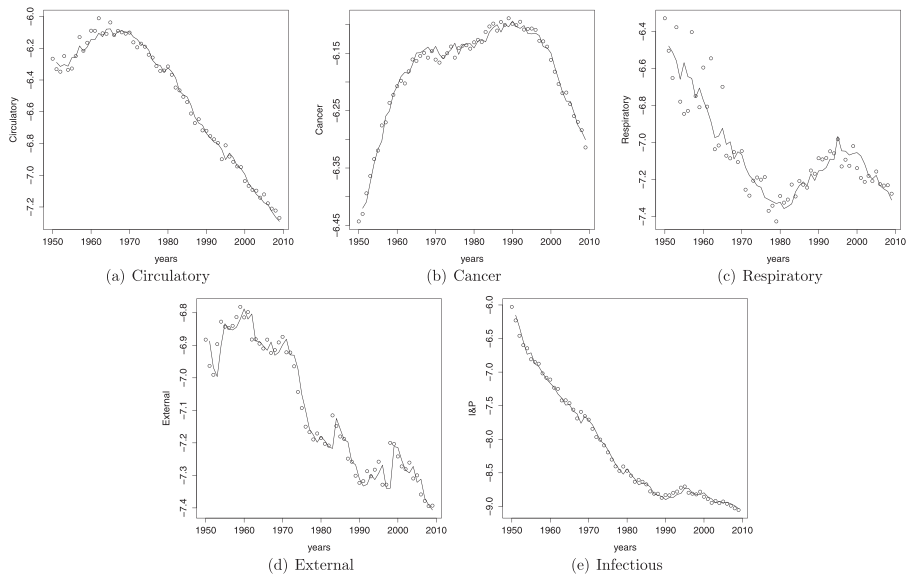 −6.0
−6.2
−6.4
−6.6
−6.8
−7.0
−7.2
Circulatory
1950 1960 1970 1980 1990 2000 2010
years
(a) Circulatory
−6.15
−6.25
−6.35
−6.45
Cancer
1950 1960 1970 1980 1990 2000 2010
years
(b) Cancer
−6.4
−6.6
−6.8
−7.0
−7.2
−7.4
Respiratory
1950 1960 1970 1980 1990 2000 2010
years
(c) Respiratory
−6.8
−6.9
−7.0
−7.1
−7.2
−7.3
−7.4
External
1950 1960 1970 1980 1990 2000 2010
years
(d) External
−6.0
−6.5
−7.0
−7.5
−8.0
−8.5
−9.0
I&P
1950 1960 1970 1980 1990 2000 2010
years
(e) Infectious